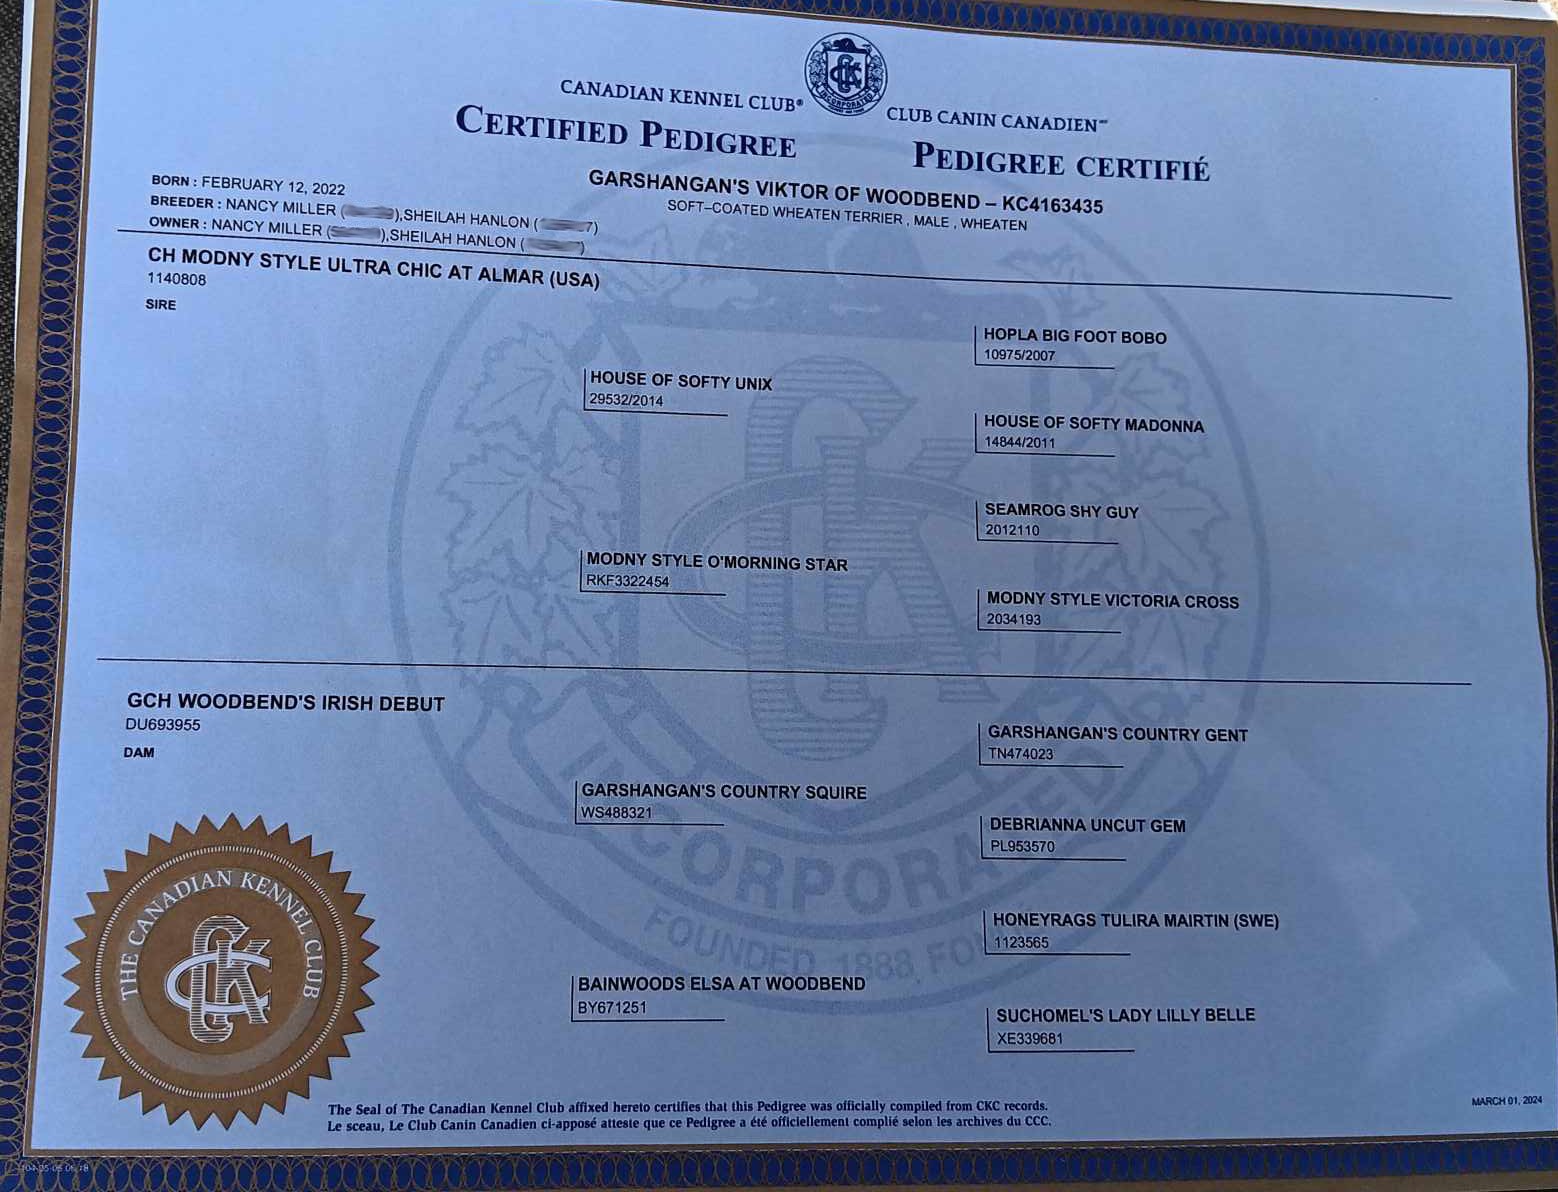 CANADIAN KENNEL CLUB®
CLUB CANIN CANADIEN
CERTIFIED PEDIGREE
PEDIGREE CERTIFIÉ
INCORPORATED
GARSHANGAN'S VIKTOR OF WOODBEND – KC4163435
SOFT–COATED WHEATEN TERRIER , MALE , WHEATEN
BORN : FEBRUARY 12, 2022
BREEDER : NANCY MILLER ( ),SHEILAH HANLON ( 7)
OWNER : NANCY MILLER ( ),SHEILAH HANLON ( )
CH MODNY STYLE ULTRA CHIC AT ALMAR (USA)
1140808
SIRE
HOPLA BIG FOOT BOBO
10975/2007
HOUSE OF SOFTY UNIX
29532/2014
HOUSE OF SOFTY MADONNA
14844/2011
SEAMROG SHY GUY
2012110
MODNY STYLE O'MORNING STAR
RKF3322454
MODNY STYLE VICTORIA CROSS
2034193
GCH WOODBEND'S IRISH DEBUT
DU693955
DAM
GARSHANGAN'S COUNTRY GENT
TN474023
GARSHANGAN'S COUNTRY SQUIRE
WS488321
DEBRIANNA UNCUT GEM
PL953570
HONEYRAGS TULIRA MAIRTIN (SWE)
1123565
BAINWOODS ELSA AT WOODBEND
BY671251
SUCHOMEL'S LADY LILLY BELLE
XE339681
INCORPORATED
FOUNDED 1888
THE CANADIAN KENNEL CLUB
CKC
The Seal of The Canadian Kennel Club affixed hereto certifies that this Pedigree was officially compiled from CKC records.
Le sceau, Le Club Canin Canadien ci-apposé atteste que ce Pedigree a été officiellement complié selon les archives du CCC.
MARCH 01, 2024